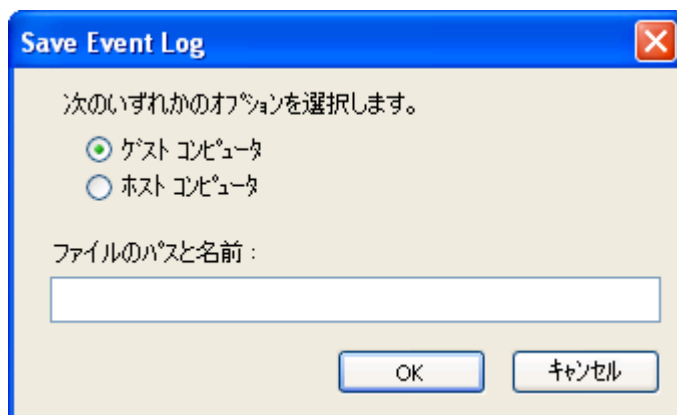 Save Event Log
次のいずれかのオプションを選択します。
ゲスト コンピュータ
ホスト コンピュータ
ファイルのパスと名前：
OK
キャンセル